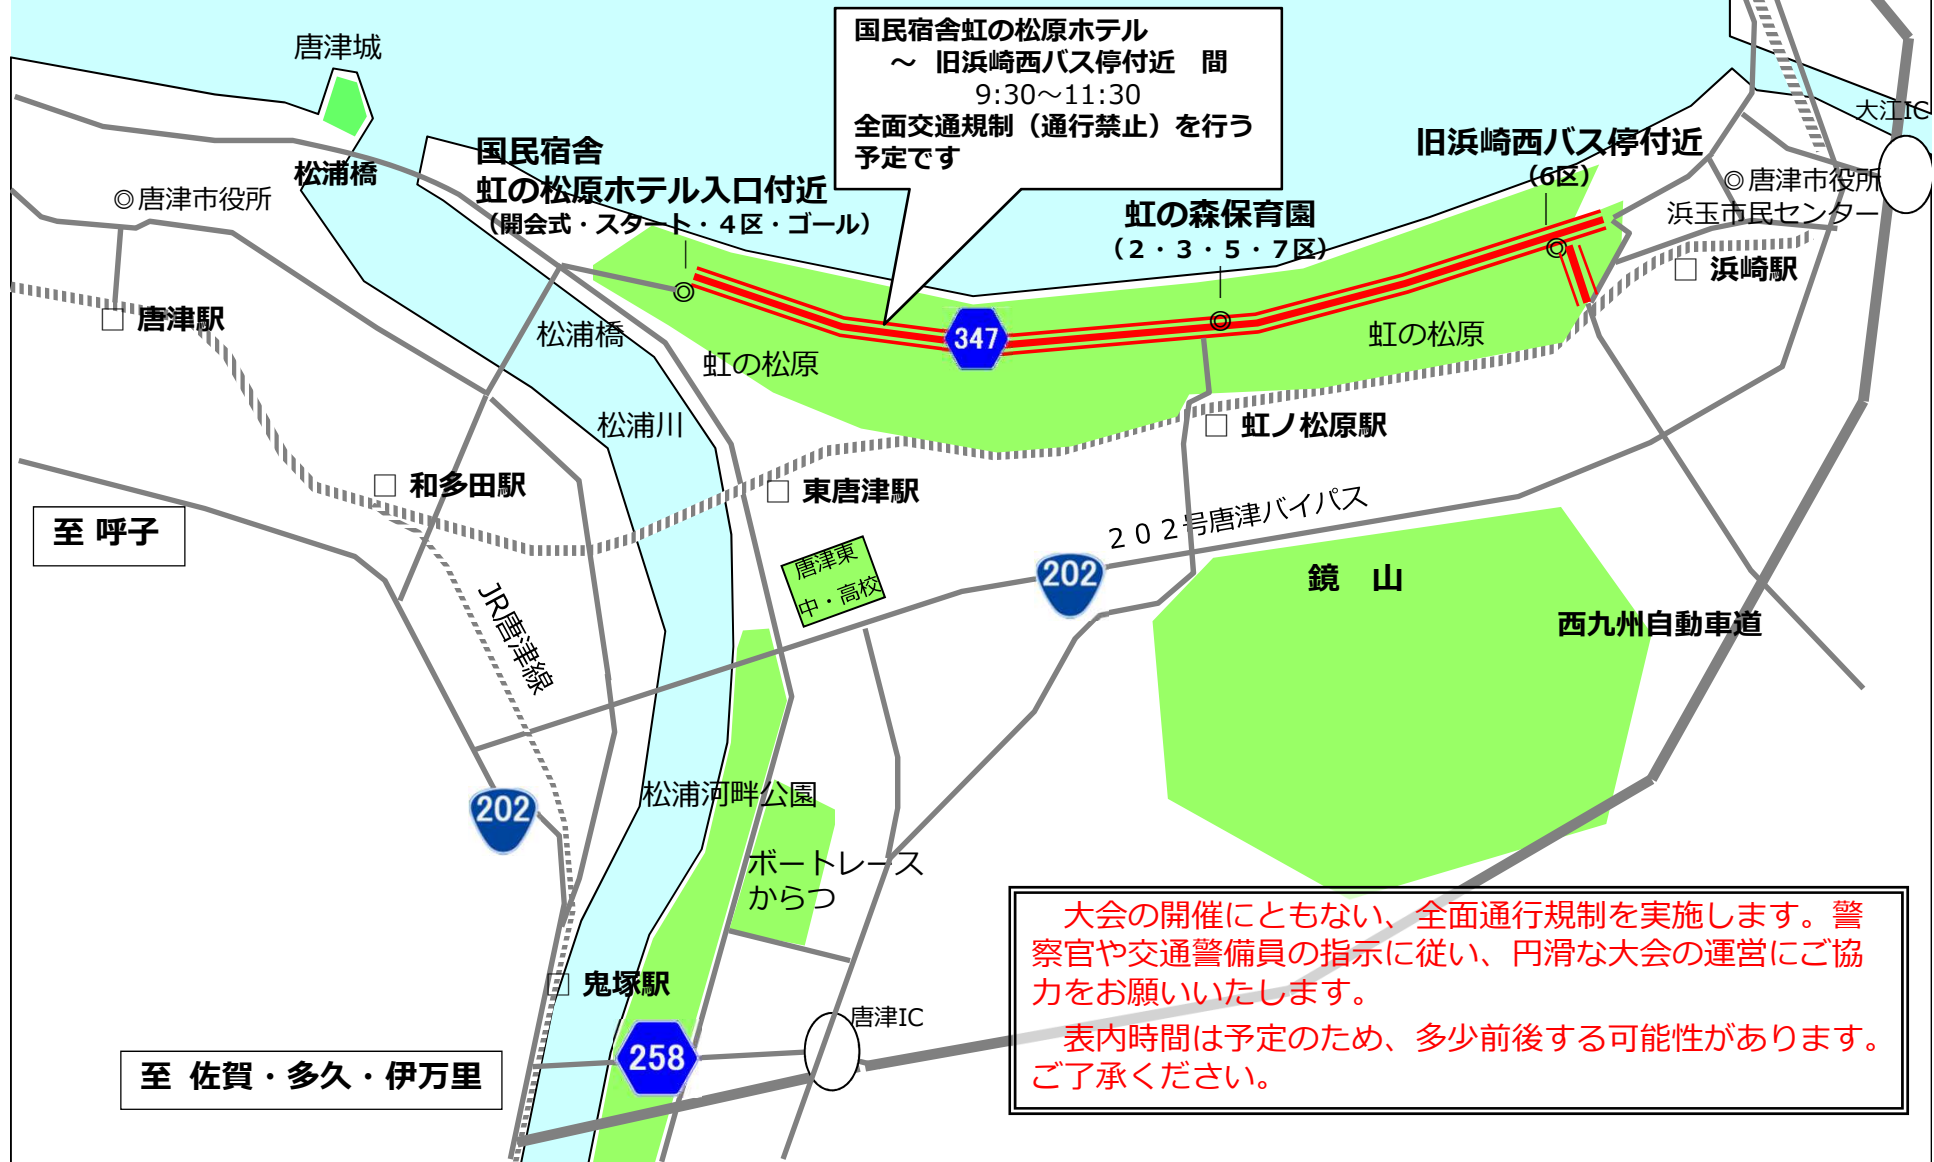 国民宿舎虹の松原ホテル
～ 旧浜崎西バス停付近 間
9:30～11:30
全面交通規制（通行禁止）を行う
予定です
唐津城
大江IC
国民宿舎
虹の松原ホテル入口付近
（開会式・スタート・４区・ゴール）
旧浜崎西バス停付近
（6区）
松浦橋
◎唐津市役所
◎唐津市役所
浜玉市民センター
虹の森保育園
（２・３・５・７区）
□ 浜崎駅
□ 唐津駅
松浦橋
虹の松原
347
虹の松原
松浦川
□ 虹ノ松原駅
□ 和多田駅
□ 東唐津駅
至 呼子
２０２号唐津バイパス
唐津東
中・高校
202
鏡 山
西九州自動車道
JR唐津線
202
松浦河畔公園
ボートレース
からつ
□ 鬼塚駅
唐津IC
258
至 佐賀・多久・伊万里
大会の開催にともない、全面通行規制を実施します。警
察官や交通警備員の指示に従い、円滑な大会の運営にご協
力をお願いいたします。
表内時間は予定のため、多少前後する可能性があります。
ご了承ください。